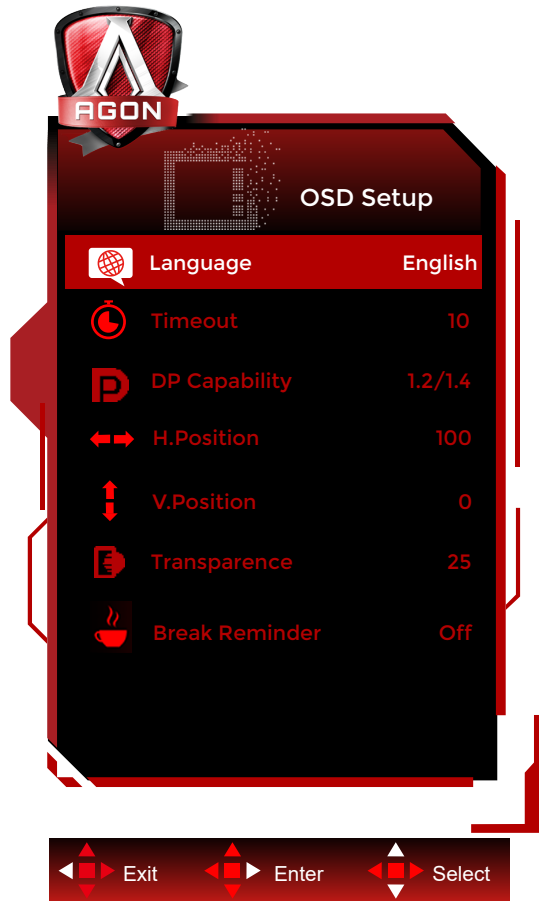 AGON
OSD Setup
Language English
Timeout 10
DP Capability 1.2/1.4
H.Position 100
V.Position 0
Transparence 25
Break Reminder Off
Exit Enter Select